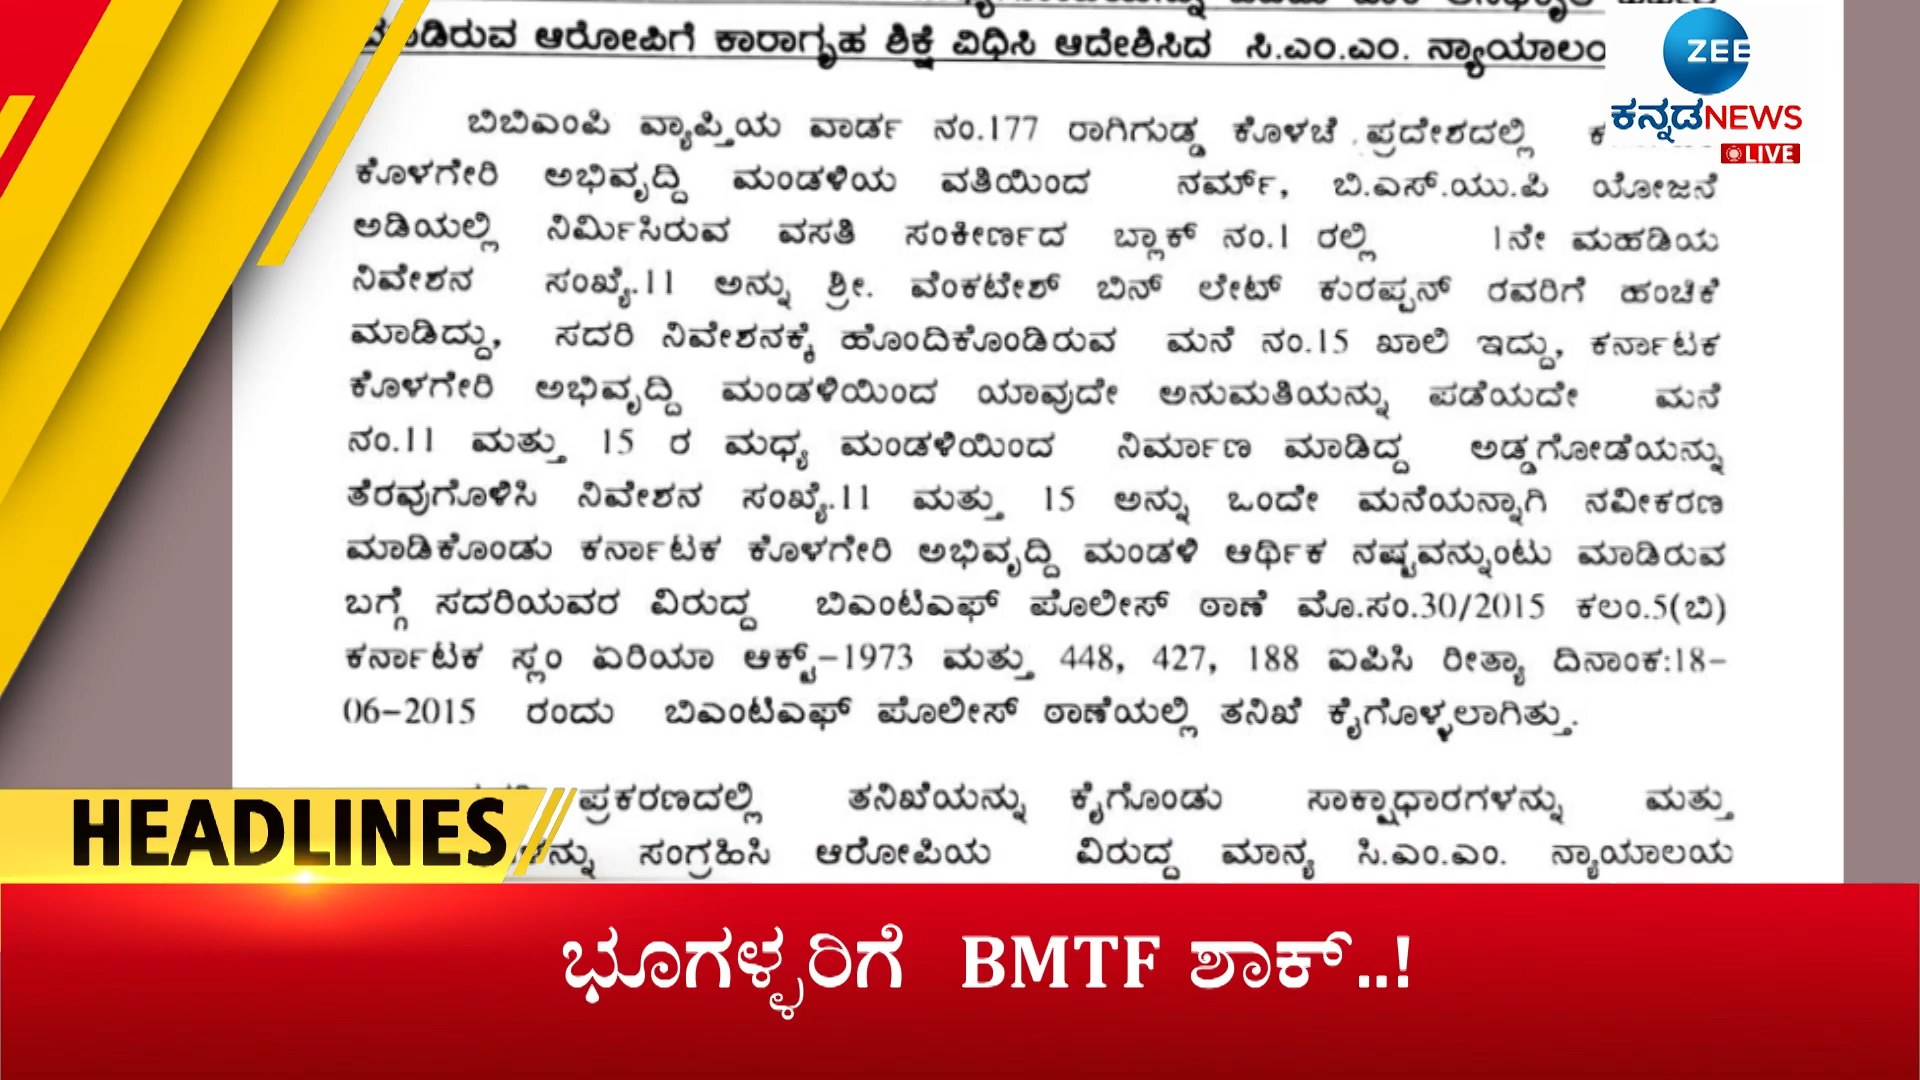 ಮಾಡಿರುವ ಆರೋಪಿಗೆ ಕಾರಾಗೃಹ ಶಿಕ್ಷೆ ವಿಧಿಸಿ ಆದೇಶಿಸಿದ ಸಿ.ಎಂ.ಎಂ.
ZEE
ಕನ್ನಡ NEWS
LIVE
ಬಿಬಿಎಂಪಿ ವ್ಯಾಪ್ತಿಯ ವಾರ್ಡ್ ನಂ.177 ರಾಗಿಗುಡ್ಡ ಕೊಳಚೆ ಪ್ರದೇಶದಲ್ಲಿ
ಕೊಳಗೇರಿ ಅಭಿವೃದ್ಧಿ ಮಂಡಳಿಯ ವತಿಯಿಂದ ನರ್ಮ್, ಬಿ.ಎಸ್.ಯು.ಪಿ ಯೋಜನೆ
ಅಡಿಯಲ್ಲಿ ನಿರ್ಮಿಸಿರುವ ವಸತಿ ಸಂಕೀರ್ಣದ ಬ್ಲಾಕ್ ನಂ.1 ರಲ್ಲಿ 1ನೇ ಮಹಡಿಯ
ನಿವೇಶನ ಸಂಖ್ಯೆ.11 ಅನ್ನು ಶ್ರೀ. ವೆಂಕಟೇಶ್ ಬಿನ್ ಲೇಟ್ ಕುರಪ್ಪನ್ ರವರಿಗೆ ಹಂಚಿಕೆ
ಮಾಡಿದ್ದು, ಸದರಿ ನಿವೇಶನಕ್ಕೆ ಹೊಂದಿಕೊಂಡಿರುವ ಮನೆ ನಂ.15 ಖಾಲಿ ಇದ್ದು, ಕರ್ನಾಟಕ
ಕೊಳಗೇರಿ ಅಭಿವೃದ್ಧಿ ಮಂಡಳಿಯಿಂದ ಯಾವುದೇ ಅನುಮತಿಯನ್ನು ಪಡೆಯದೇ ಮನೆ
ನಂ.11 ಮತ್ತು 15 ರ ಮಧ್ಯ ಮಂಡಳಿಯಿಂದ ನಿರ್ಮಾಣ ಮಾಡಿದ್ದ ಅಡ್ಡಗೋಡೆಯನ್ನು
ತೆರವುಗೊಳಿಸಿ ನಿವೇಶನ ಸಂಖ್ಯೆ.11 ಮತ್ತು 15 ಅನ್ನು ಒಂದೇ ಮನೆಯನ್ನಾಗಿ ನವೀಕರಣ
ಮಾಡಿಕೊಂಡು ಕರ್ನಾಟಕ ಕೊಳಗೇರಿ ಅಭಿವೃದ್ಧಿ ಮಂಡಳಿ ಆರ್ಥಿಕ ನಷ್ಟವನ್ನುಂಟು ಮಾಡಿರುವ
ಬಗ್ಗೆ ಸದರಿಯವರ ವಿರುದ್ದ ಬಿಎಂಟಿಎಫ್ ಪೊಲೀಸ್ ಠಾಣೆ ಮೊ.ಸಂ.30/2015 ಕಲಂ.5(ಬಿ)
ಕರ್ನಾಟಕ ಸ್ಲಂ ಏರಿಯಾ ಆಕ್ಟ್-1973 ಮತ್ತು 448, 427, 188 ಐಪಿಸಿ ರೀತ್ಯಾ ದಿನಾಂಕ:18-
06-2015 ರಂದು ಬಿಎಂಟಿಎಫ್ ಪೊಲೀಸ್ ಠಾಣೆಯಲ್ಲಿ ತನಿಖೆ ಕೈಗೊಳ್ಳಲಾಗಿತ್ತು.
ಪ್ರಕರಣದಲ್ಲಿ ತನಿಖೆಯನ್ನು ಕೈಗೊಂಡು ಸಾಕ್ಷಾಧಾರಗಳನ್ನು ಮತ್ತು
ಸಂಗ್ರಹಿಸಿ ಆರೋಪಿಯ ವಿರುದ್ದ ಮಾನ್ಯ ಸಿ.ಎಂ.ಎಂ. ನ್ಯಾಯಾಲಯ
HEADLINES
ಭೂಗಳ್ಳರಿಗೆ BMTF ಶಾಕ್..!